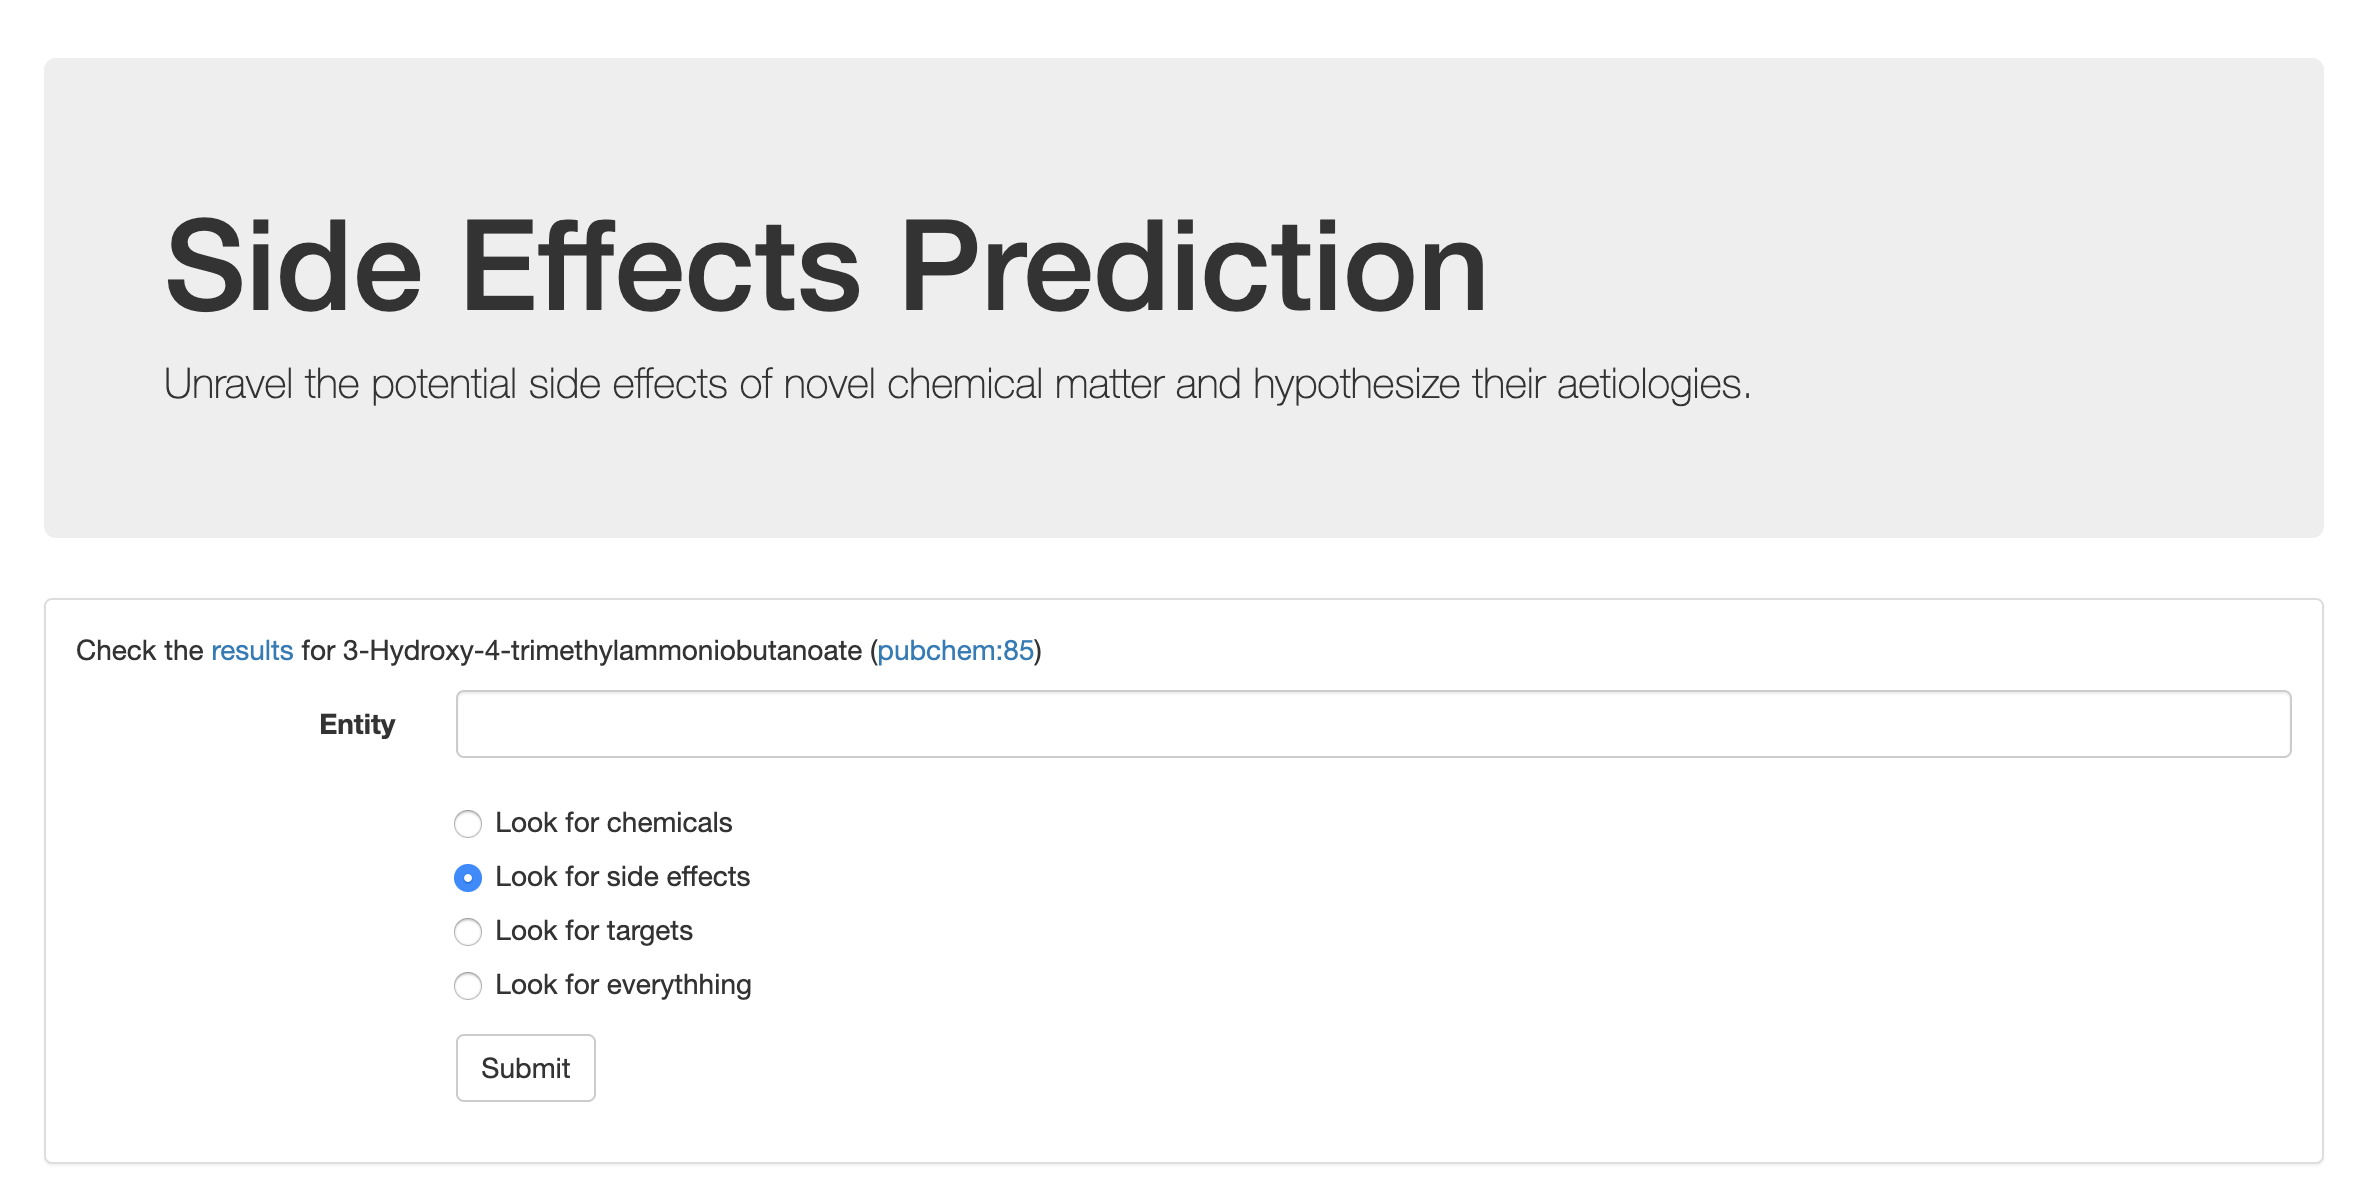 Side Effects Prediction
Unravel the potential side effects of novel chemical matter and hypothesize their aetiologies.
Check the results for 3-Hydroxy-4-trimethylammoniobutanoate (pubchem:85)
Entity
Look for chemicals
Look for side effects
Look for targets
Look for everythhing
Submit